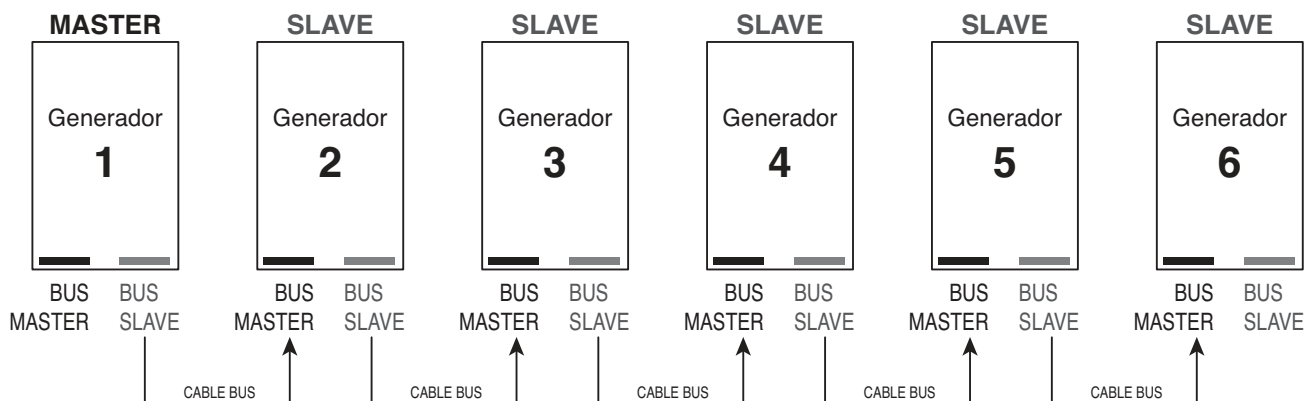 MASTER SLAVE SLAVE SLAVE SLAVE SLAVE
Generador Generador Generador Generador Generador Generador
1 2 3 4 5 6
BUS BUS BUS BUS BUS BUS BUS BUS BUS BUS BUS BUS
MASTER SLAVE MASTER SLAVE MASTER SLAVE MASTER SLAVE MASTER SLAVE MASTER SLAVE
CABLE BUS CABLE BUS CABLE BUS CABLE BUS CABLE BUS